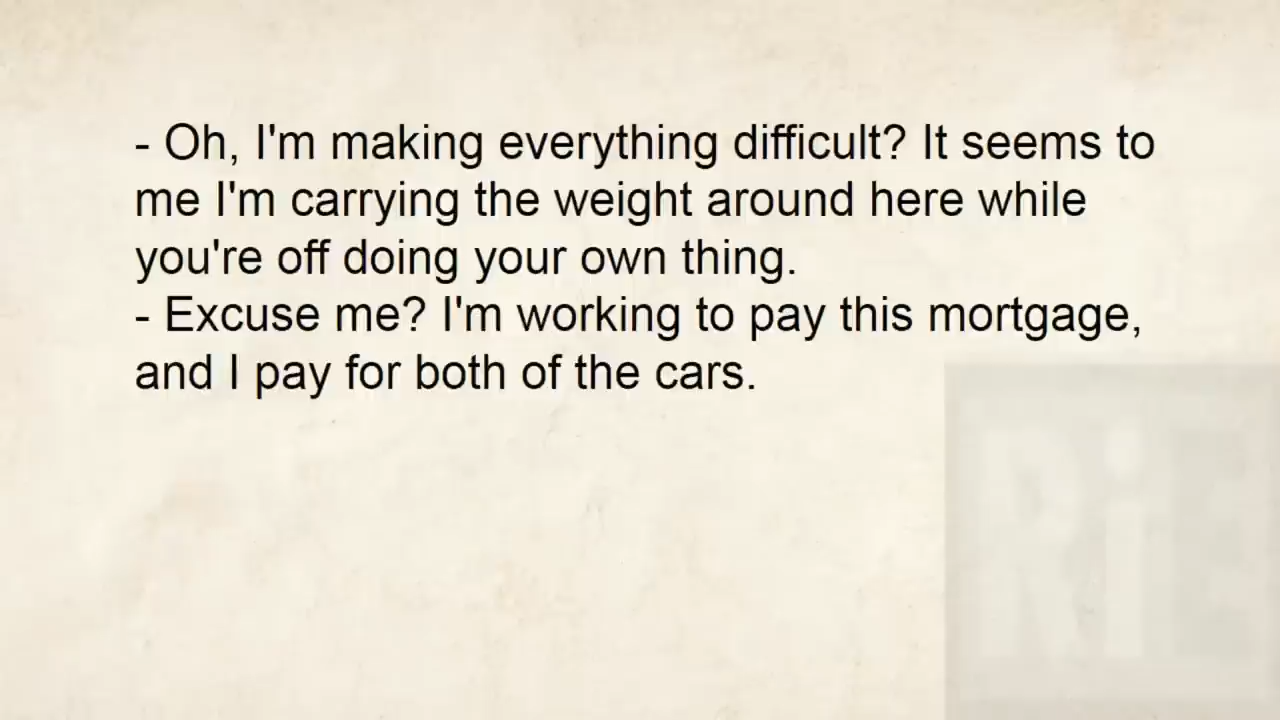 - Oh, I'm making everything difficult? It seems to
me I'm carrying the weight around here while
you're off doing your own thing.
- Excuse me? I'm working to pay this mortgage,
and I pay for both of the cars.
RiE